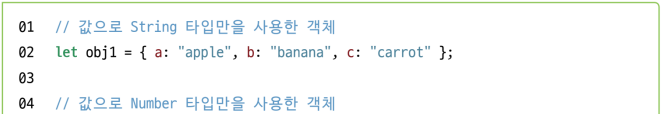 01 // 값으로 String 타입만을 사용한 객체
02 let obj1 = { a: "apple", b: "banana", c: "carrot" };
03
04 // 값으로 Number 타입만을 사용한 객체